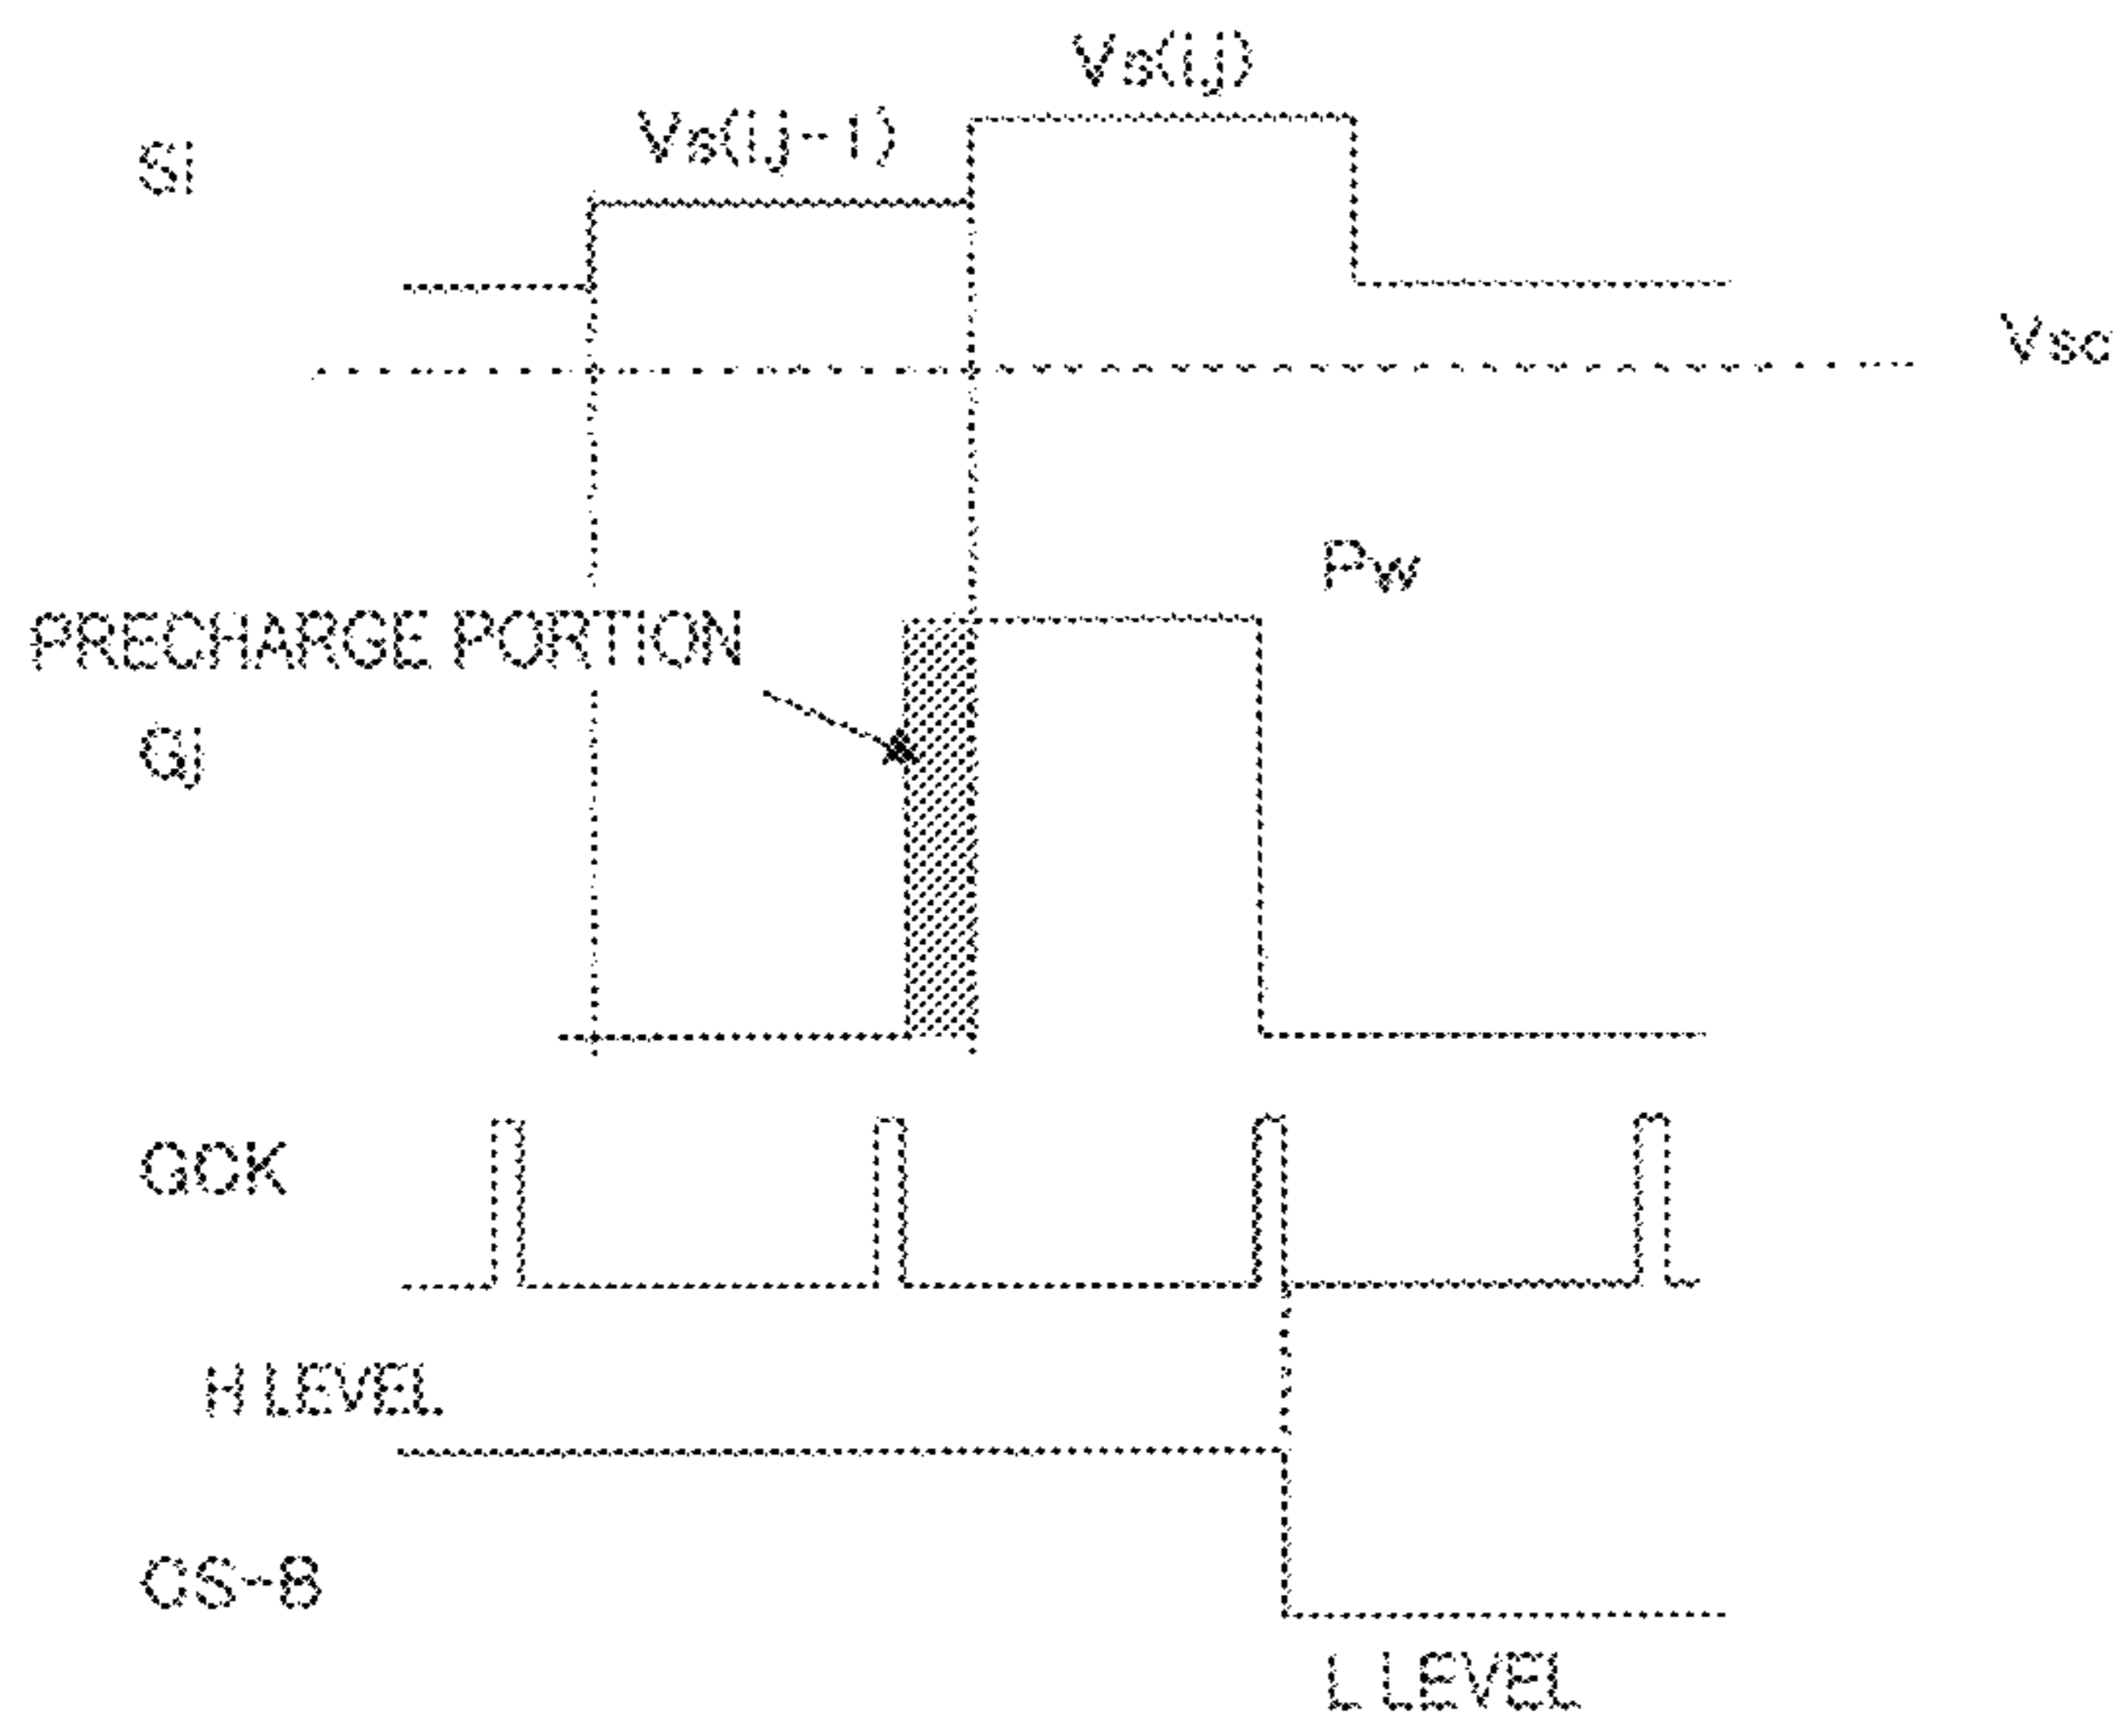 Vs(ij)
Vs(ij-1)
Si
Vsc
Pw
PRECHARGE PORTION
Gj
GCK
H LEVEL
CS-B
L LEVEL